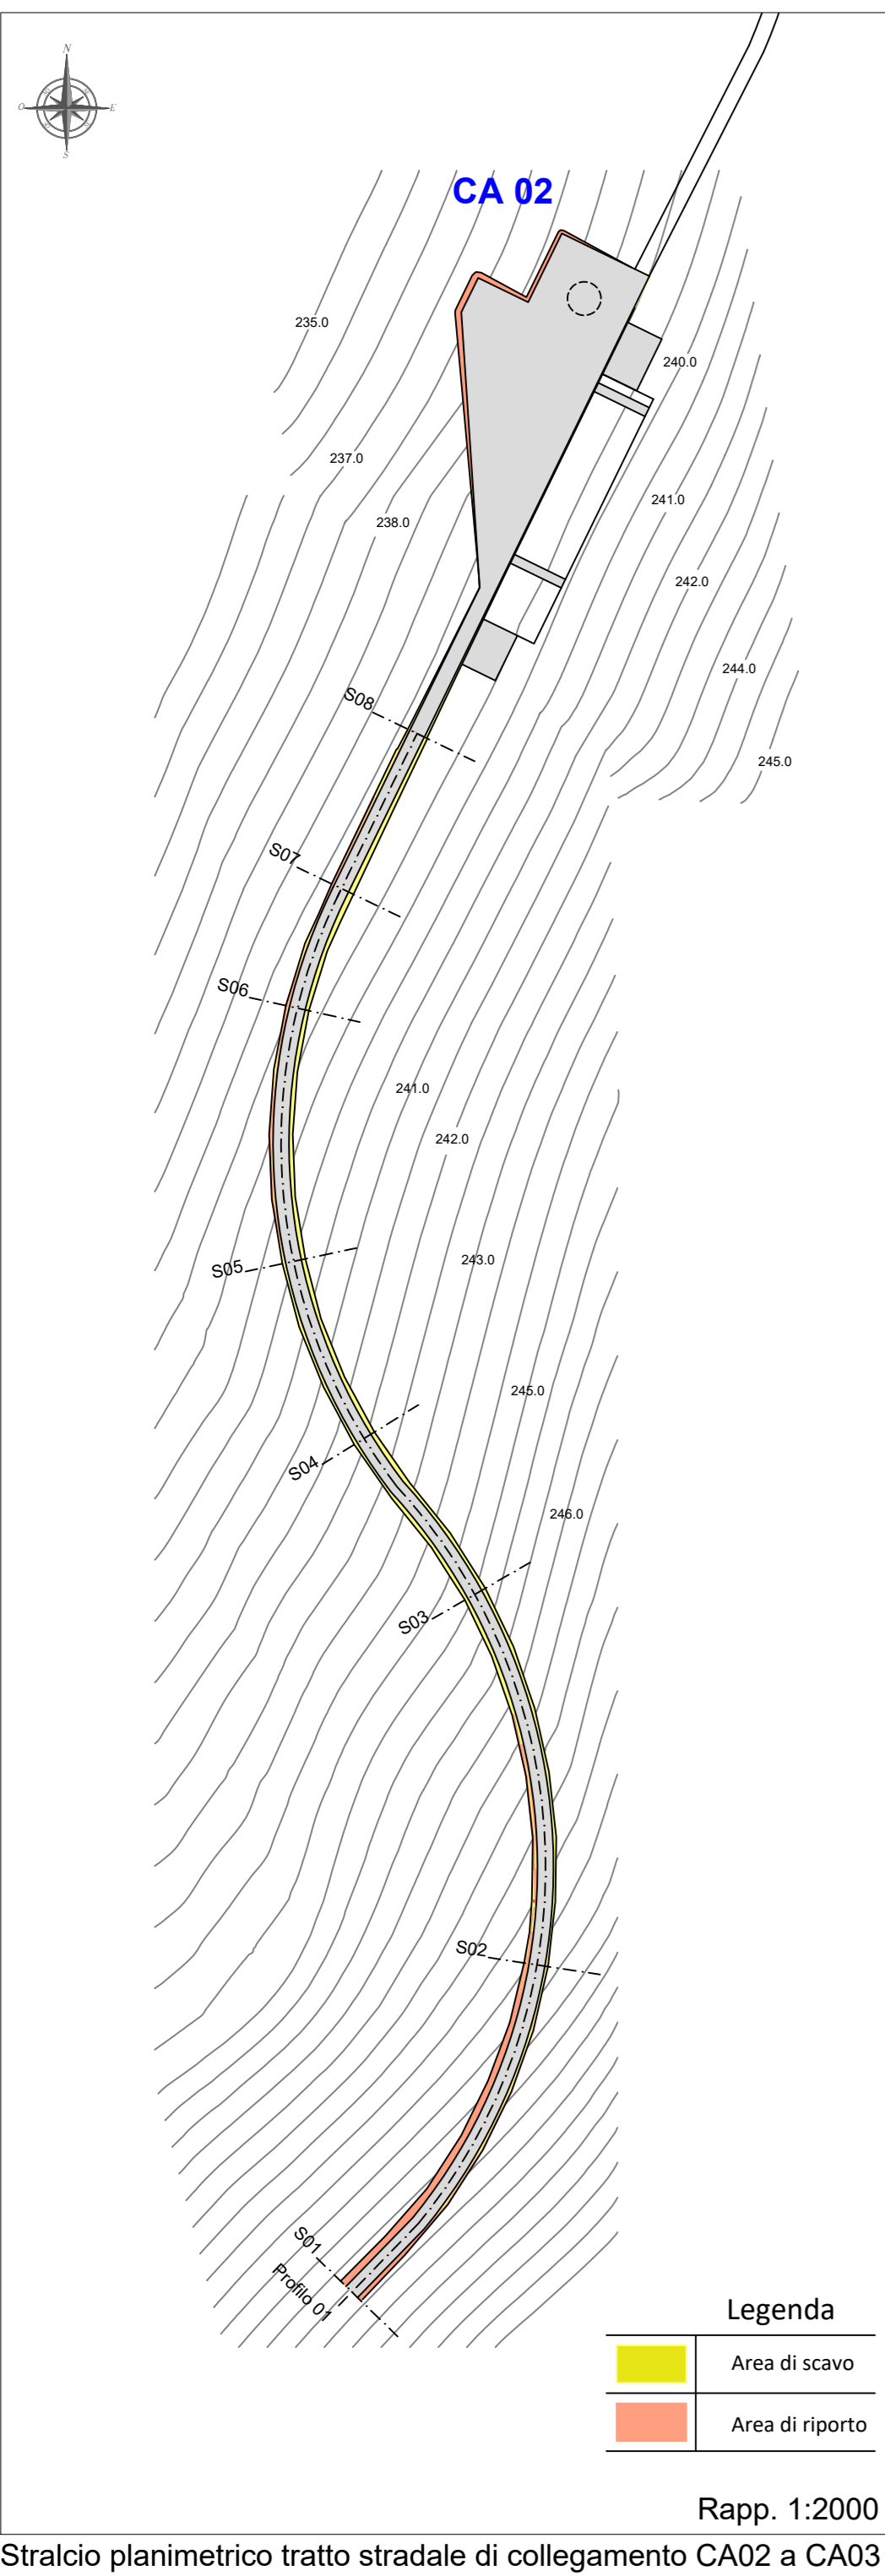 N
O
E
S
CA 02
235.0
240.0
237.0
241.0
238.0
242.0
244.0
S08
245.0
S07
S06
241.0
242.0
243.0
S05
245.0
S04
246.0
S03
S02
S01
Profilo 01
Legenda
Area di scavo
Area di riporto
Rapp. 1:2000
Stralcio planimetrico tratto stradale di collegamento CA02 a CA03